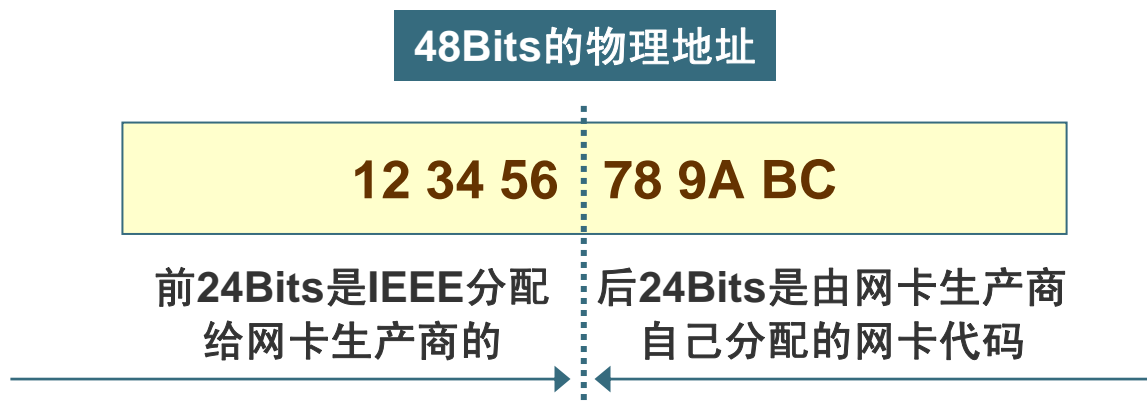 48Bits的物理地址
12 34 56 78 9A BC
前24Bits是IEEE分配
给网卡生产商的
后24Bits是由网卡生产商
自己分配的网卡代码